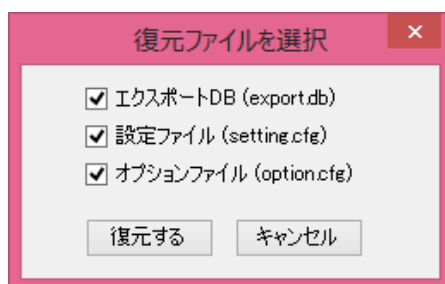 復元ファイルを選択
エクスポートDB (export.db)
設定ファイル (setting.cfg)
オプションファイル (option.cfg)
復元する
キャンセル